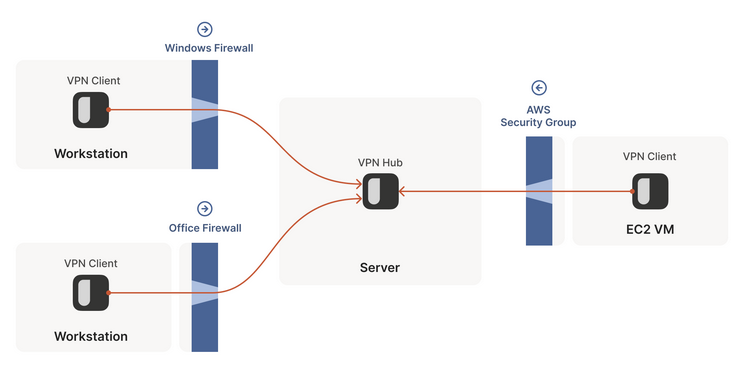 Windows Firewall
VPN Client
Workstation
Office Firewall
VPN Client
Workstation
VPN Hub
Server
AWS
Security Group
VPN Client
EC2 VM